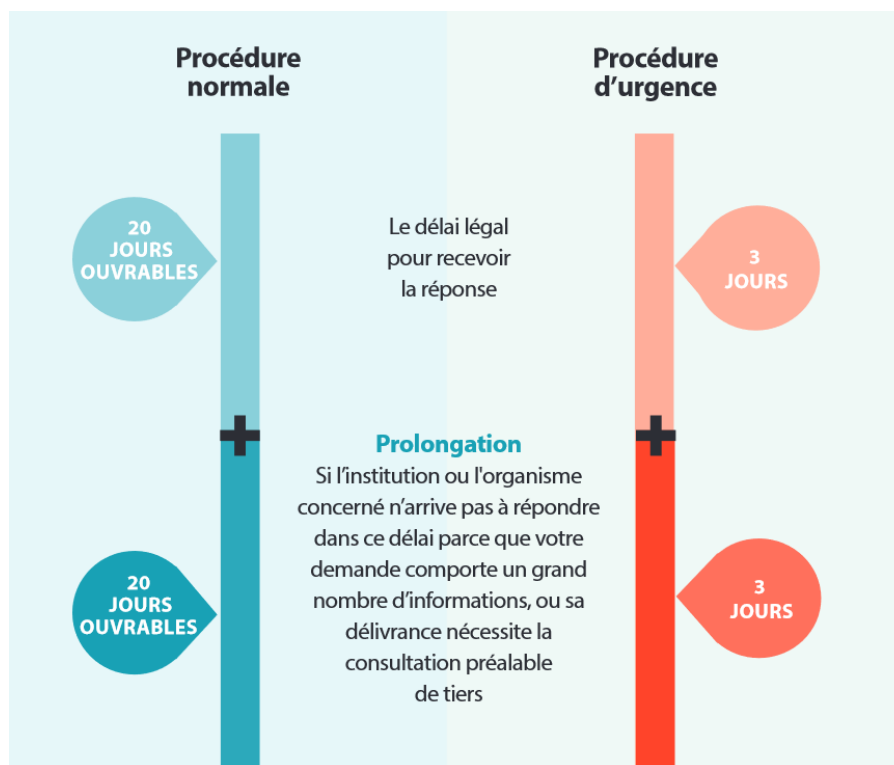 Procédure
normale
Procédure
d'urgence
20
JOURS
OUVRABLES
Le délai légal
pour recevoir
la réponse
3
JOURS
Prolongation
Si l’institution ou l'organisme
concerné n’arrive pas à répondre
dans ce délai parce que votre
demande comporte un grand
nombre d’informations, ou sa
délivrance nécessite la
consultation préalable
de tiers
20
JOURS
OUVRABLES
3
JOURS